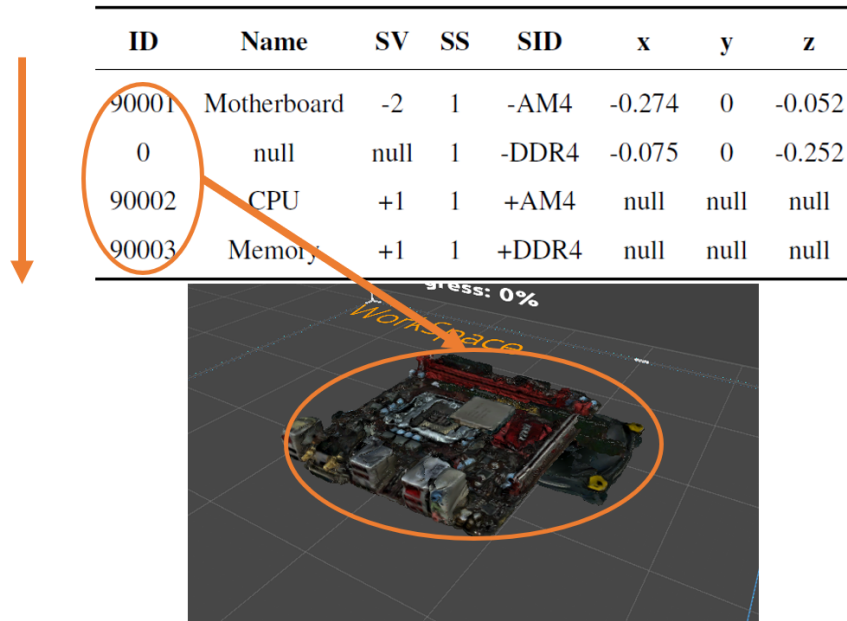 ID Name SV SS SID x y z
90001 Motherboard -2 1 -AM4 -0.274 0 -0.052
0 null null 1 -DDR4 -0.075 0 -0.252
90002 CPU +1 1 +AM4 null null null
90003 Memory +1 1 +DDR4 null null null
gress: 0%
WorkSpace